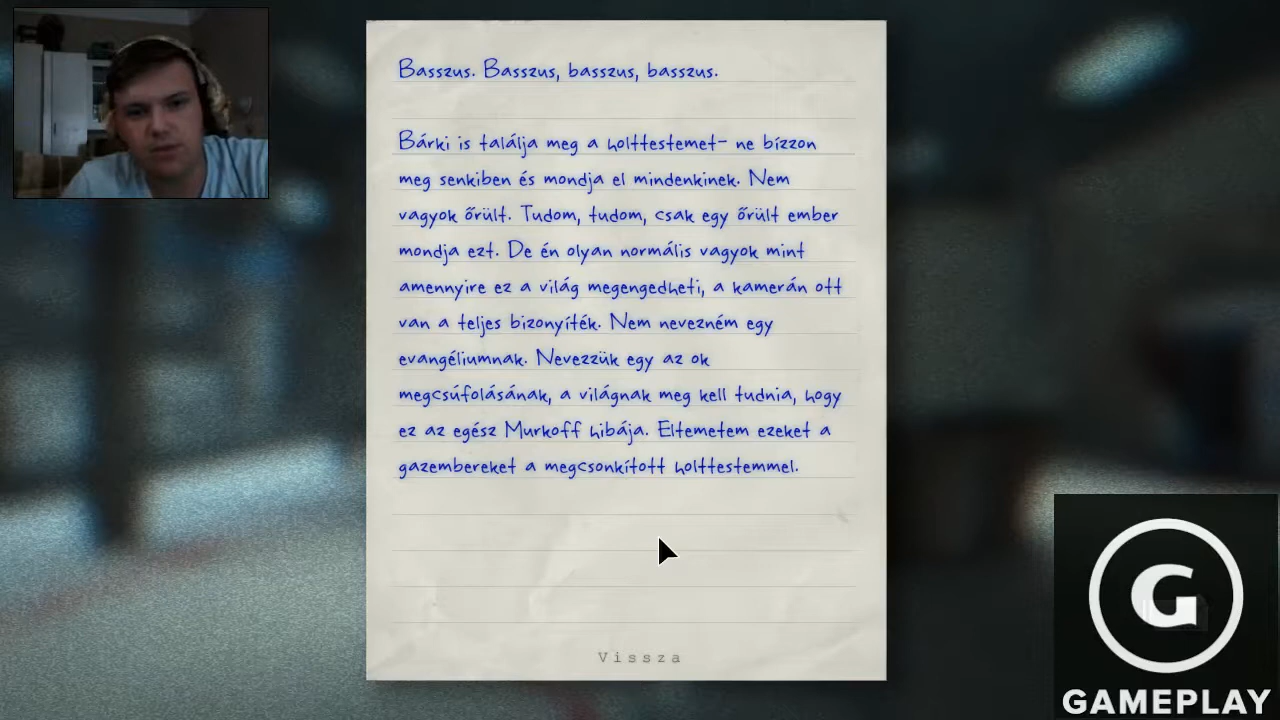 Basszus. Basszus, basszus, basszus.
Bárki is találja meg a holttestemet- ne bízzon
meg senkiben és mondja el mindenkinek. Nem
vagyok őrült. Tudom, tudom, csak egy őrült ember
mondja ezt. De én olyan normális vagyok mint
amennyire ez a világ megengedheti, a kamerán ott
van a teljes bizonyíték. Nem nevezném egy
evangéliumnak. Nevezzük egy az ok
megcsúfolásának, a világnak meg kell tudnia, hogy
ez az egész Murkoff hibája. Eltemetem ezeket a
gazembereket a megcsonkított holttestemmel.
Vissza
G
GAMEPLAY